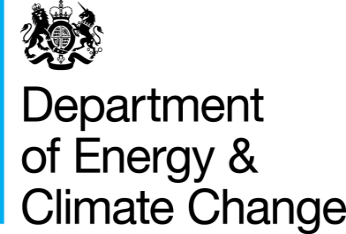 Department
of Energy &
Climate Change